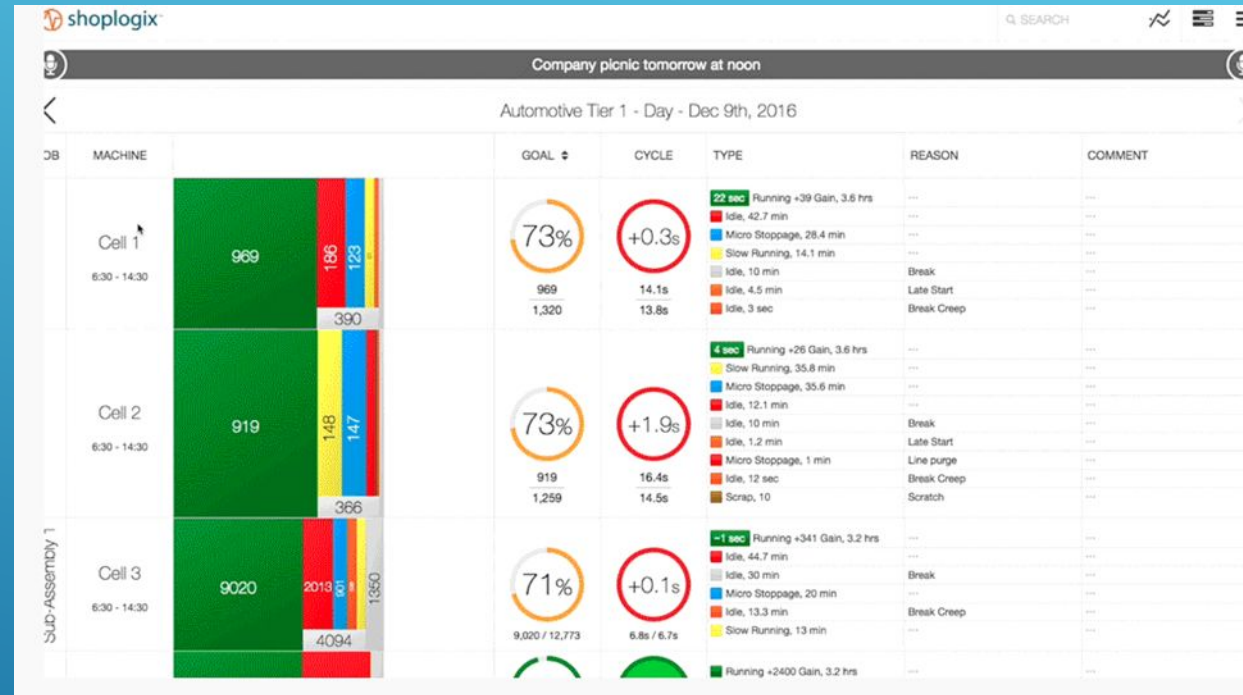 shoplogix
SEARCH
Company picnic tomorrow at noon
Automotive Tier 1 - Day - Dec 9th, 2016
MACHINE GOAL CYCLE TYPE REASON COMMENT
Cell 1
6:30 - 14:30
969 186 123
390
73%
969
1,320
+0.3s
14.1s
13.8s
22 sec Running +39 Gain, 3.6 hrs ---
Idle, 42.7 min ---
Micro Stoppage, 28.4 min ---
Slow Running, 14.1 min ---
Idle, 10 min Break ---
Idle, 4.5 min Late Start ---
Idle, 3 sec Break Creep ---
Cell 2
6:30 - 14:30
919 148 147
366
73%
919
1,259
+1.9s
16.4s
14.5s
4 sec Running +26 Gain, 3.6 hrs ---
Slow Running, 35.8 min ---
Micro Stoppage, 35.6 min ---
Idle, 12.1 min ---
Idle, 10 min Break ---
Idle, 1.2 min Late Start ---
Micro Stoppage, 1 min Line purge ---
Idle, 12 sec Break Creep ---
Scrap, 10 Scratch ---
Sub-Assembly 1
Cell 3
6:30 - 14:30
9020 2013 901 1350
4094
71%
9,020 / 12,773
+0.1s
6.8s / 6.7s
~1 sec Running +341 Gain, 3.2 hrs ---
Idle, 44.7 min ---
Idle, 30 min Break ---
Micro Stoppage, 20 min ---
Idle, 13.3 min Break Creep ---
Slow Running, 13 min ---
Running +2400 Gain, 3.2 hrs ---